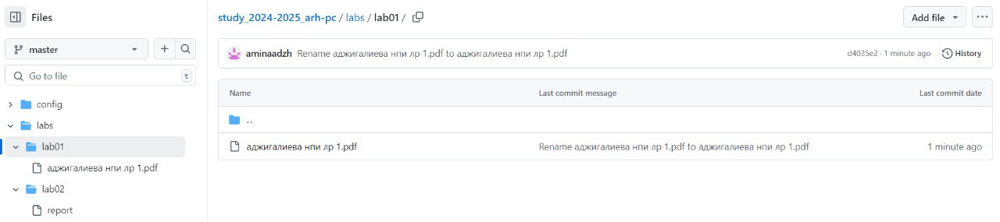 Files
master
Go to file
t
config
labs
lab01
аджигалиева нпи лр 1.pdf
lab02
report
study_2024-2025_arh-pc / labs / lab01 /
Add file
aminaadzh Rename аджигалиева нпи лр 1.pdf to аджигалиева нпи лр 1.pdf
d4035e2 · 1 minute ago
History
Name Last commit message Last commit date
..
аджигалиева нпи лр 1.pdf Rename аджигалиева нпи лр 1.pdf to аджигалиева нпи лр 1.pdf 1 minute ago